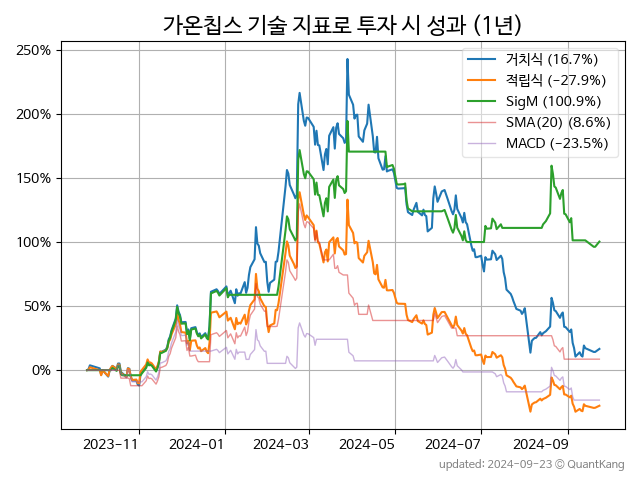 가온칩스 기술 지표로 투자 시 성과 (1년)
250%
200%
150%
100%
50%
0%
거치식 (16.7%)
적립식 (−27.9%)
SigM (100.9%)
SMA(20) (8.6%)
MACD (−23.5%)
2023-11
2024-01
2024-03
2024-05
2024-07
2024-09
updated: 2024-09-23 © QuantKang